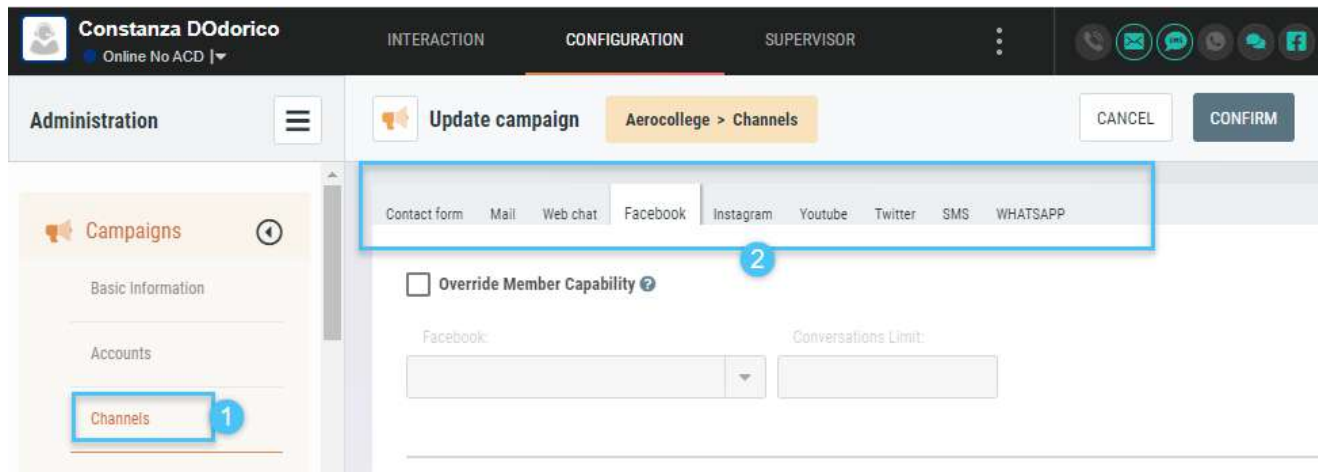 Constanza DOdorico
Online No ACD
INTERACTION
CONFIGURATION
SUPERVISOR
SMS
Administration
Update campaign
Aerocollege > Channels
CANCEL
CONFIRM
Contact form
Mail
Web chat
Facebook
Instagram
Youtube
Twitter
SMS
WHATSAPP
2
Campaigns
Basic Information
Accounts
Channels
1
Override Member Capability ?
Facebook:
Conversations Limit: